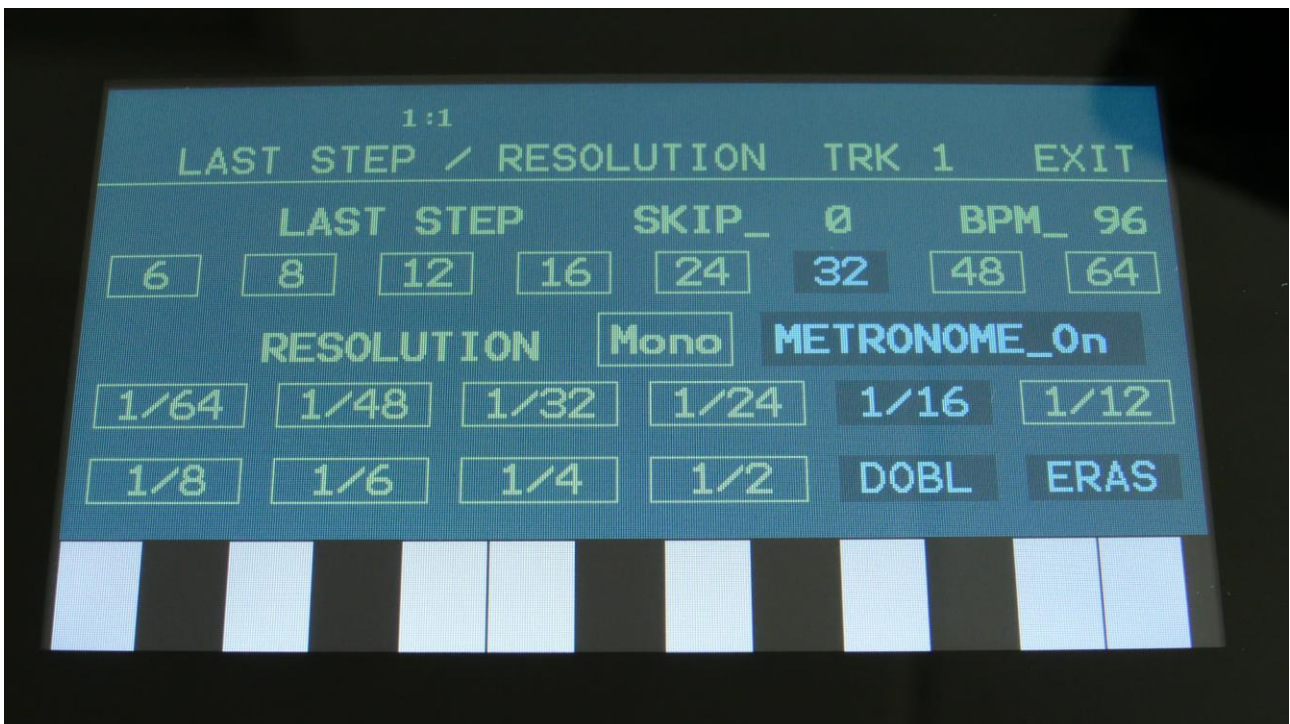 1:1
LAST STEP / RESOLUTION TRK 1 EXIT
LAST STEP SKIP_ 0 BPM_ 96
6 8 12 16 24 32 48 64
RESOLUTION Mono METRONOME_On
1/64 1/48 1/32 1/24 1/16 1/12
1/8 1/6 1/4 1/2 DOBL ERAS